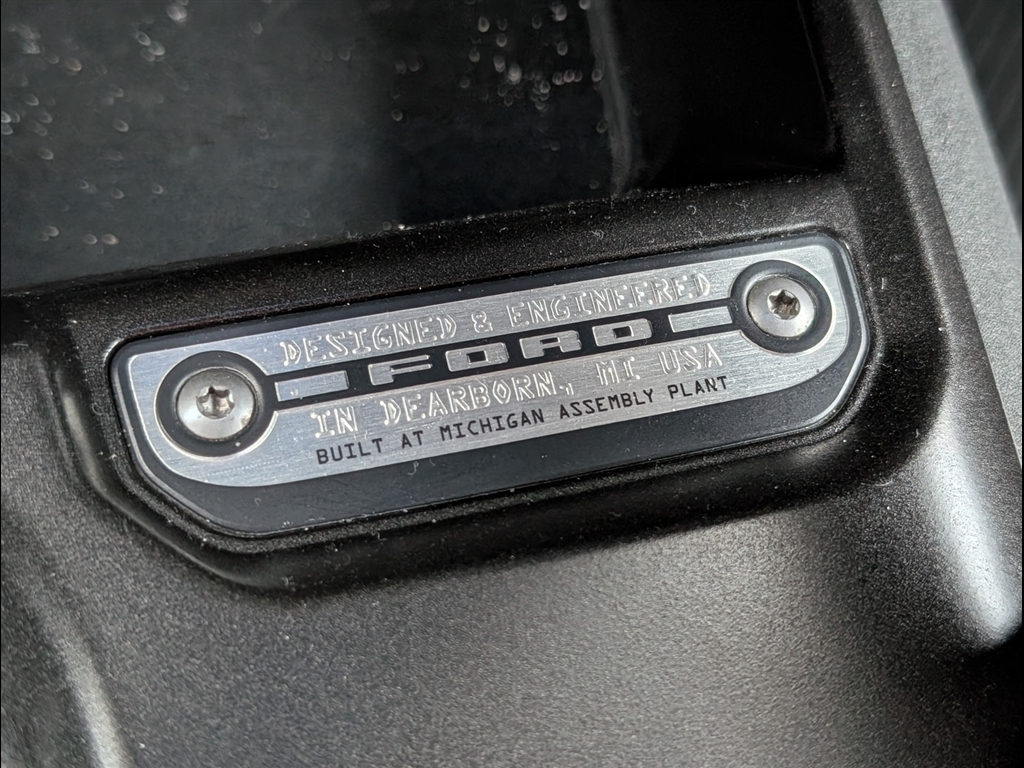 DESIGNED & ENGINEERED
FORD
IN DEARBORN, MI USA
BUILT AT MICHIGAN ASSEMBLY PLANT